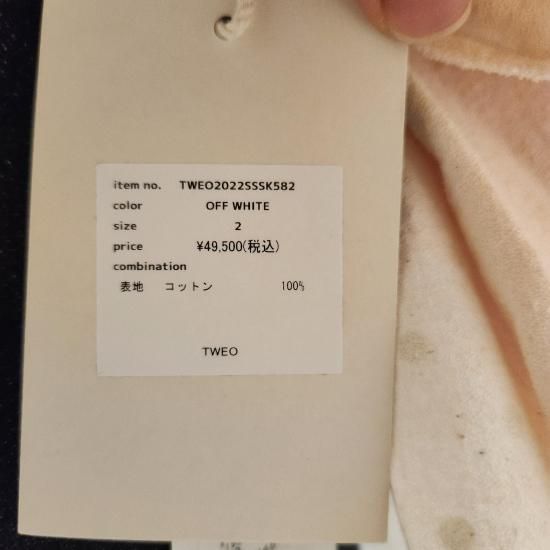 item no. TWEO2022SSSK582
color OFF WHITE
size 2
price ¥49,500(税込)
combination
表地 コットン 100%
TWEO